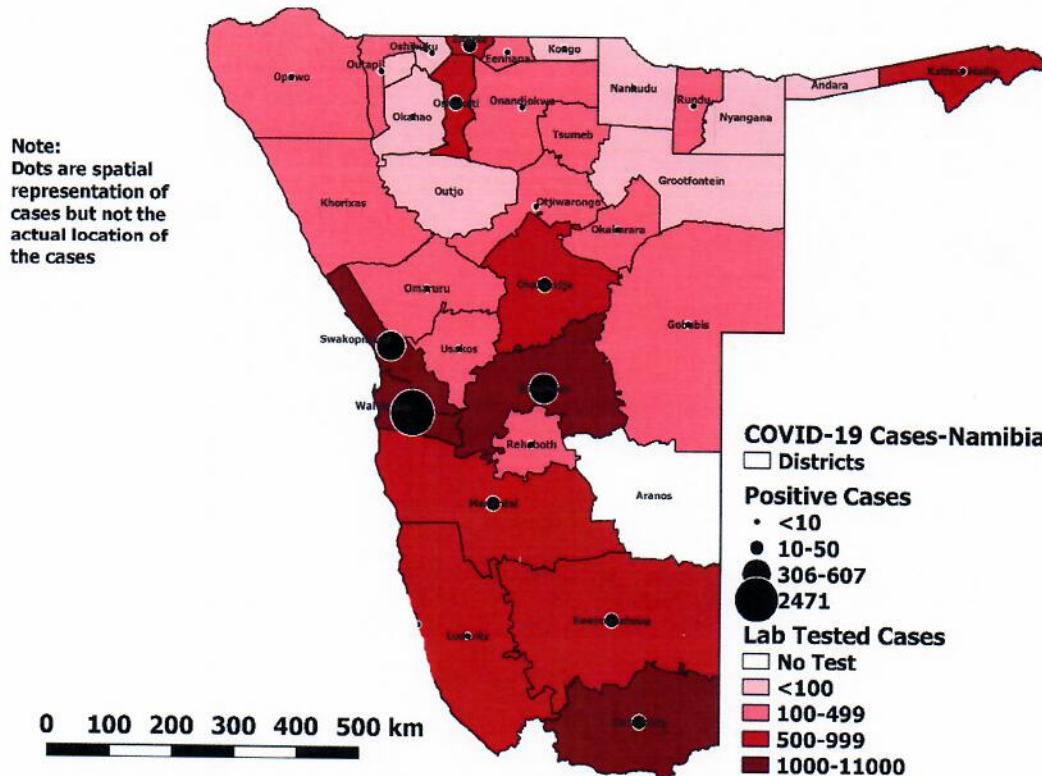 Oshikuku
Kongo
Opuwo
Outapi
Eenhana
Andara
Nankudu
Rundu
Onandjokwe
Okahao
Nyangana
Tsumeb
Note:
Dots are spatial
representation of
cases but not the
actual location of
the cases
Outjo
Grootfontein
Khorixas
Otjiwarongo
Okakarara
Omaruru
Gobabis
Swakopmund
Usakos
Rehoboth
Aranos
COVID-19 Cases-Namibia
Districts
Positive Cases
<10
10-50
306-607
2471
Lab Tested Cases
No Test
<100
100-499
500-999
1000-11000
0 100 200 300 400 500 km